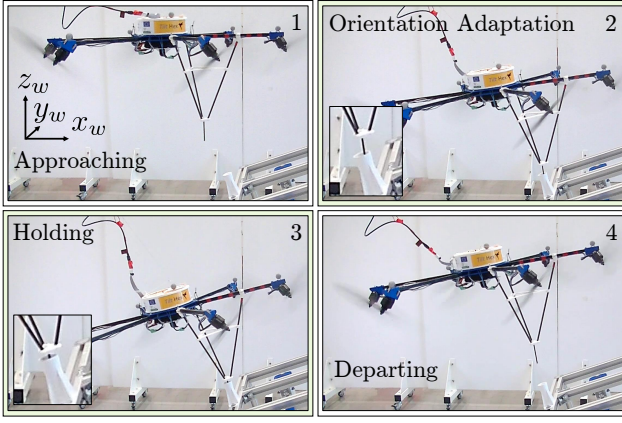 1
z_w
y_w
x_w
Approaching
Orientation Adaptation 2
Holding 3
4
Departing